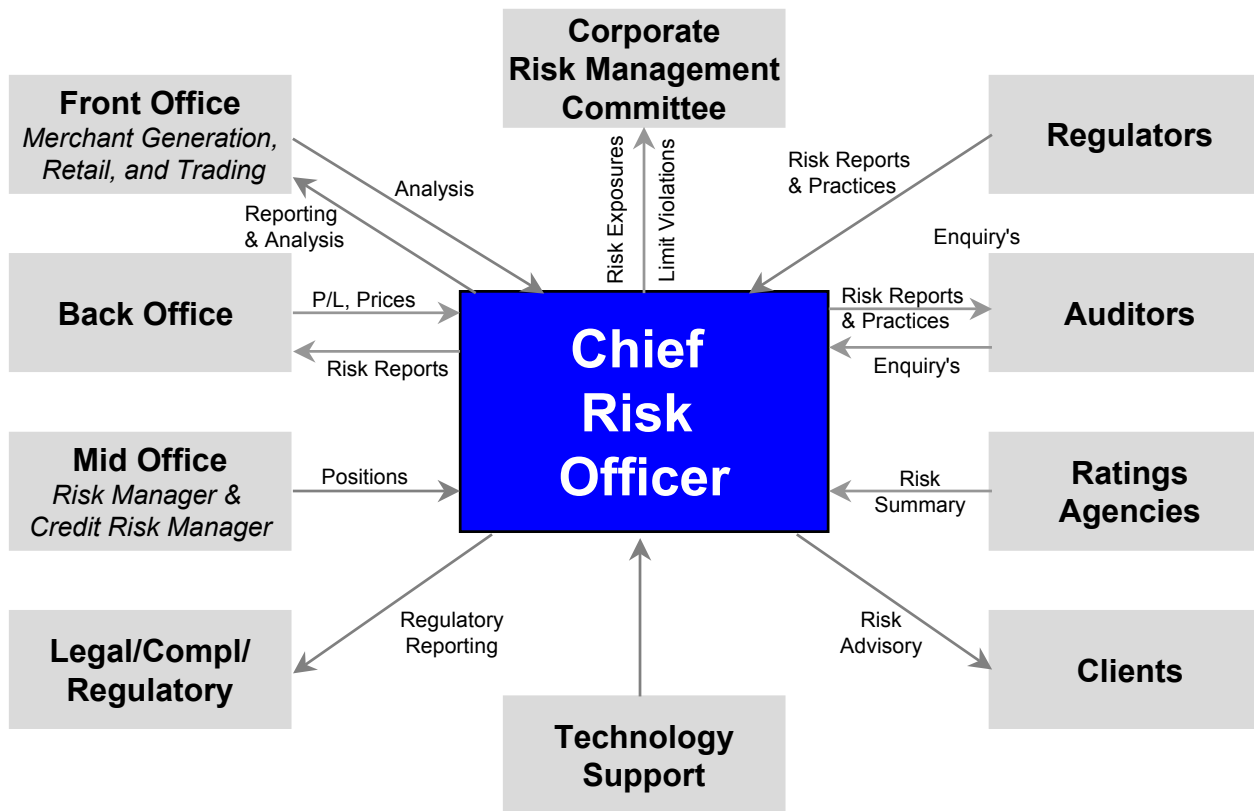 Corporate
Risk Management
Committee
Front Office
Merchant Generation,
Retail, and Trading
Regulators
Analysis
Reporting
& Analysis
Risk Exposures
Limit Violations
Risk Reports
& Practices
Enquiry's
Back Office
P/L, Prices
Risk Reports
Chief
Risk
Officer
Risk Reports
& Practices
Enquiry's
Auditors
Mid Office
Risk Manager &
Credit Risk Manager
Positions
Risk
Summary
Ratings
Agencies
Legal/Compl/
Regulatory
Regulatory
Reporting
Technology
Support
Risk
Advisory
Clients